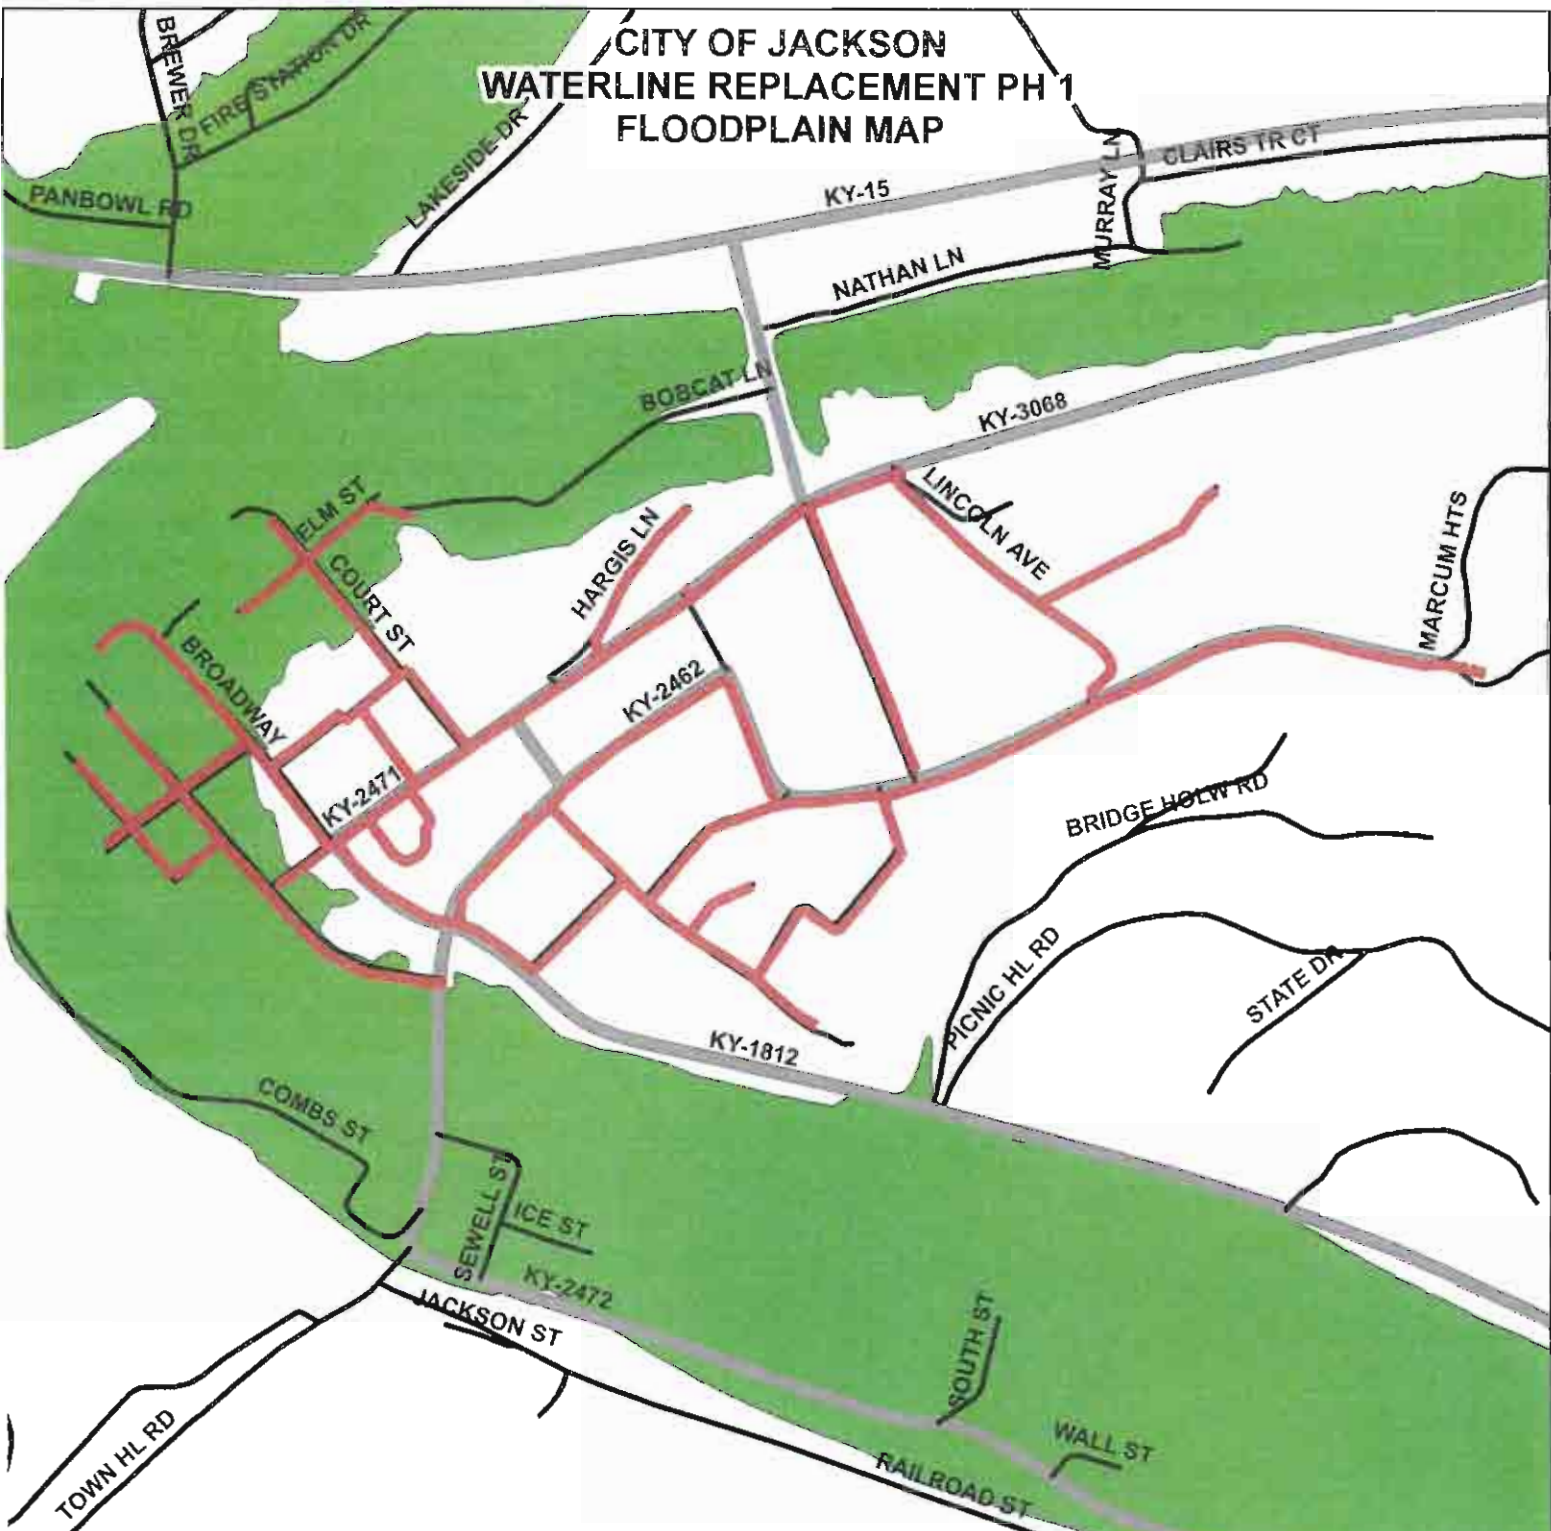 CITY OF JACKSON
WATERLINE REPLACEMENT PH 1
FLOODPLAIN MAP
BREWER DR
FIRE STATION DR
LAKESIDE DR
PANBOWL RD
KY-15
MURRAY LN
CLAIRS TR CT
NATHAN LN
BOBCAT LN
KY-3068
ELM ST
HARGIS LN
LINCOLN AVE
MARCUM HTS
COURT ST
BROADWAY
KY-2462
KY-2471
BRIDGE HOLW RD
PICNIC HL RD
STATE DR
KY-1812
COMBS ST
SEWELL ST
ICE ST
KY-2472
JACKSON ST
SOUTH ST
WALL ST
TOWN HL RD
RAILROAD ST